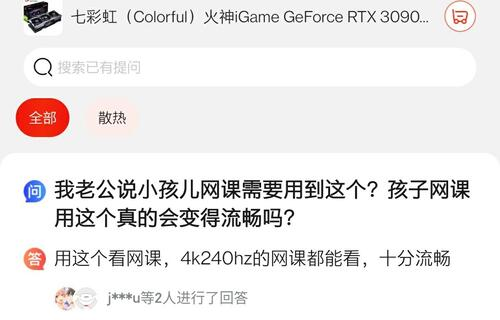 七彩虹（Colorful）火神iGame GeForce RTX 3090...
搜索已有提问
全部
散热
问
我老公说小孩儿网课需要用到这个？孩子网课
用这个真的会变得流畅吗？
答
用这个看网课，4k240hz的网课都能看，十分流畅
j***u等2人进行了回答